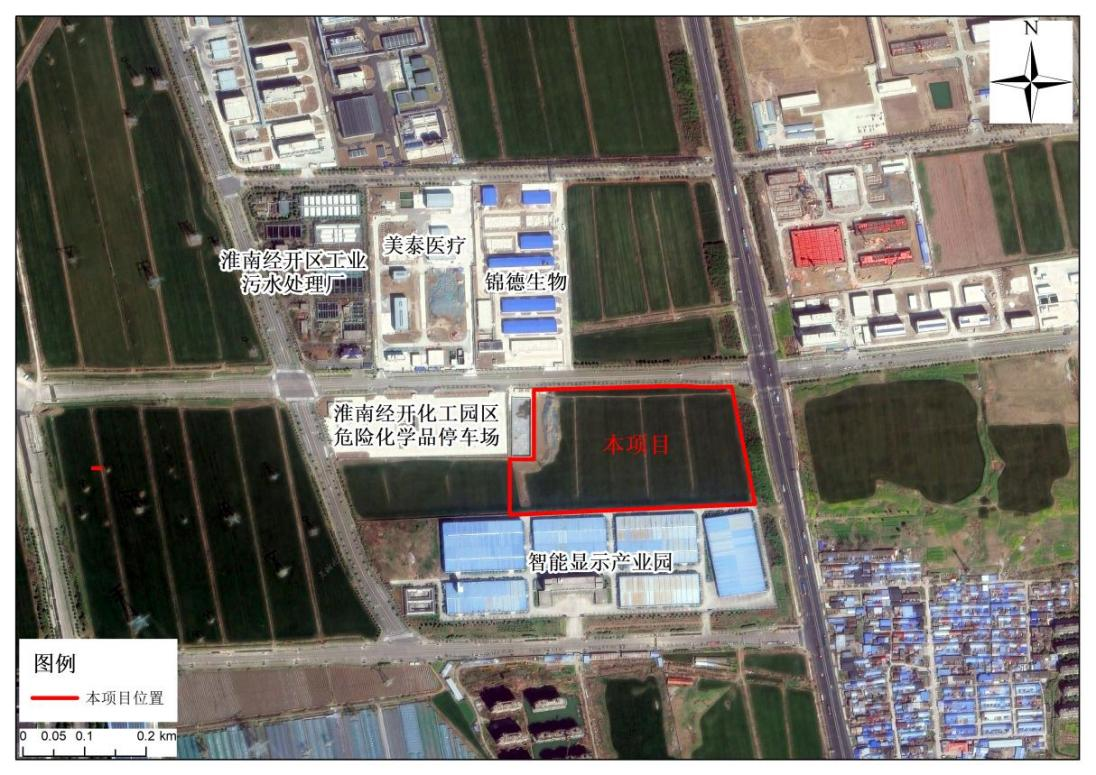 N
美泰医疗
淮南经开区工业
污水处理厂
锦德生物
淮南经开化工园区
危险化学品停车场
本项目
智能显示产业园
图例
本项目位置
0 0.05 0.1 0.2 km